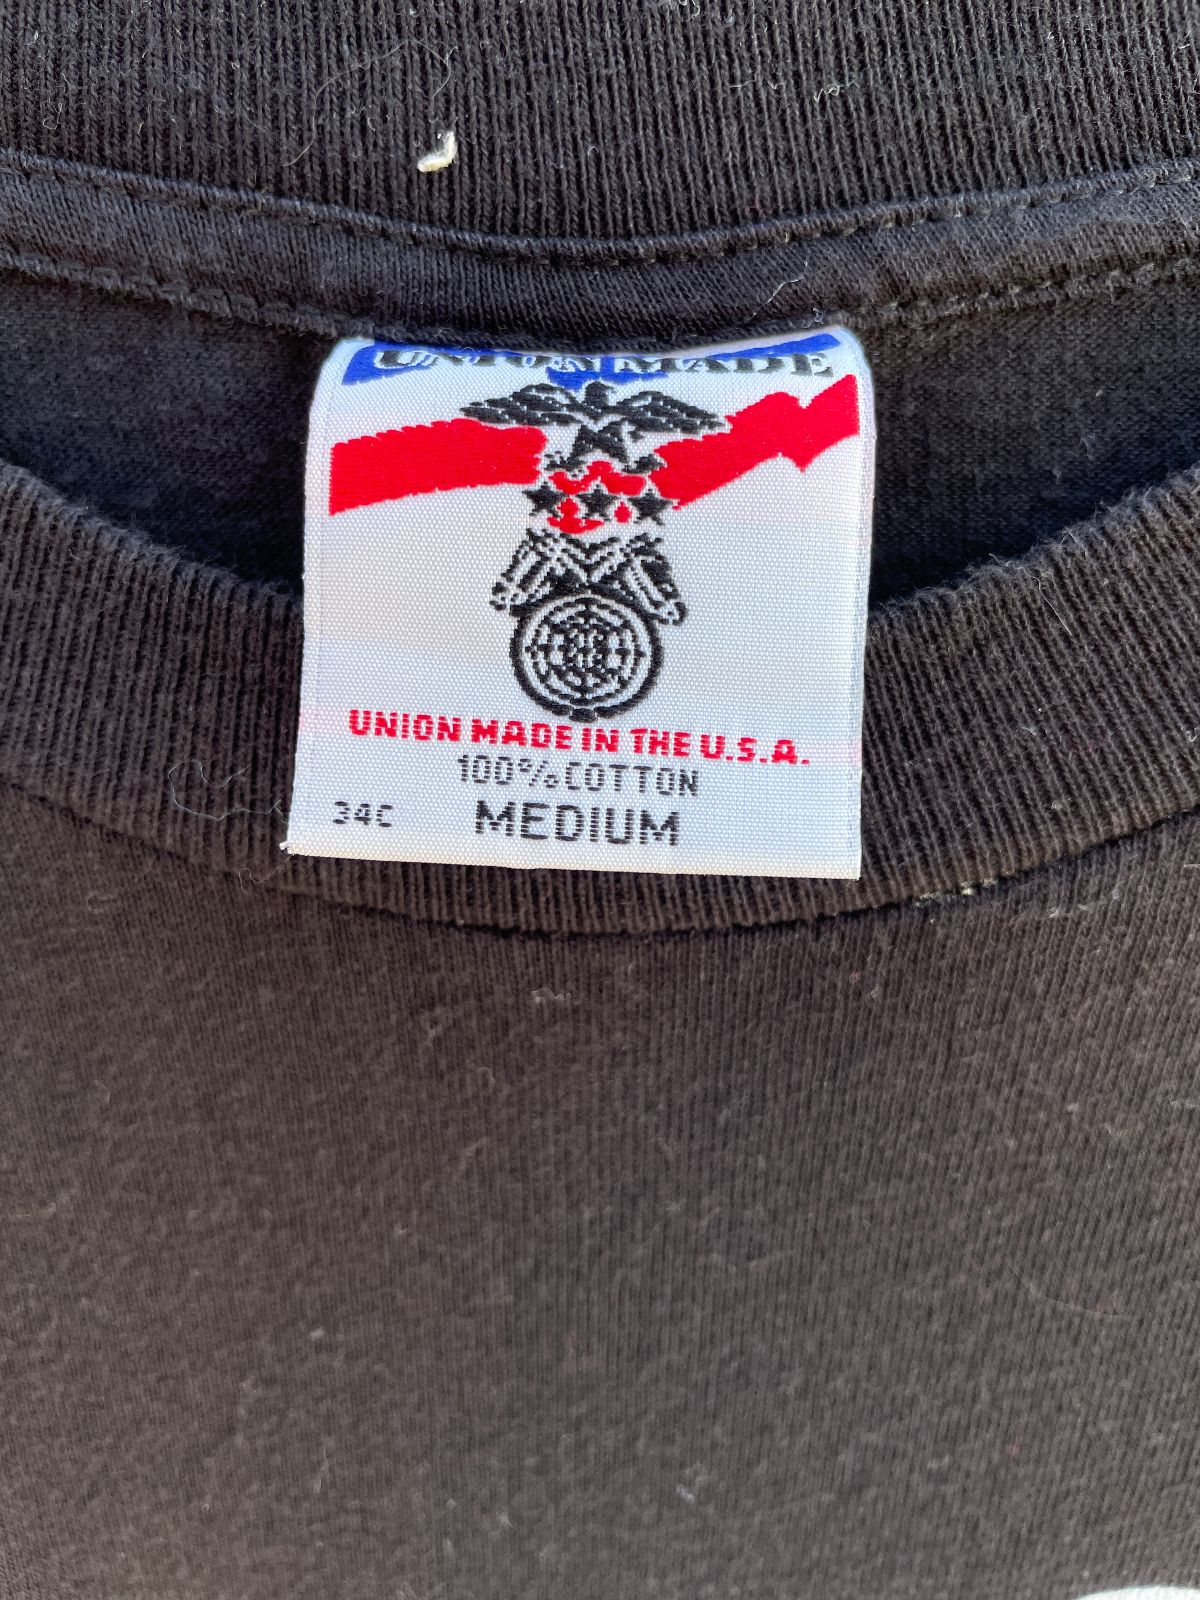 UNION MADE
UNION MADE IN THE U.S.A.
100% COTTON
34C MEDIUM